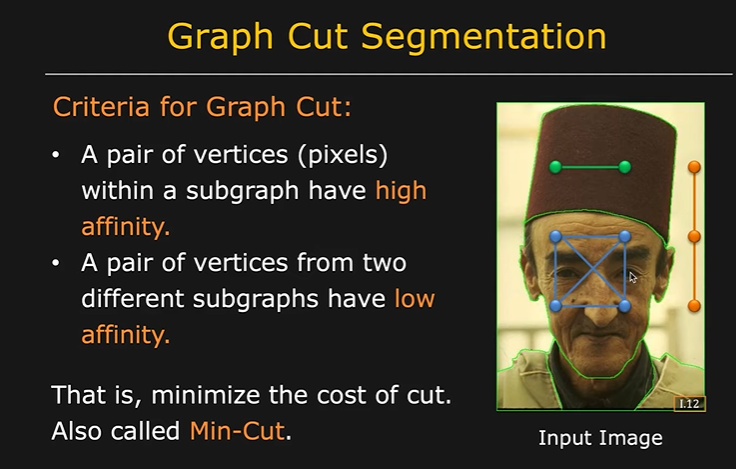 Graph Cut Segmentation
Criteria for Graph Cut:
• A pair of vertices (pixels)
within a subgraph have high
affinity.
• A pair of vertices from two
different subgraphs have low
affinity.
That is, minimize the cost of cut.
Also called Min-Cut.
I.12
Input Image